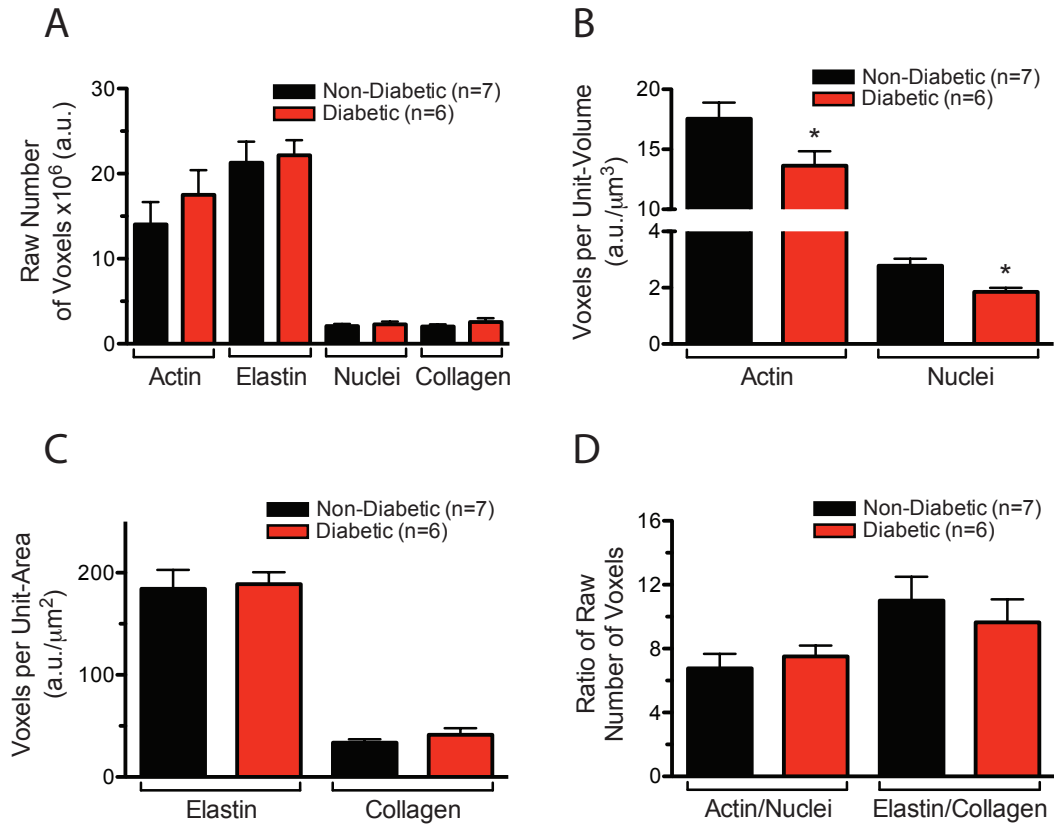 A
Raw Number
of Voxels x10⁶ (a.u.)
30
20
10
0
Non-Diabetic (n=7)
Diabetic (n=6)
Actin Elastin Nuclei Collagen
B
Voxels per Unit-Volume
(a.u./μm³)
20
15
10
4
2
0
Non-Diabetic (n=7)
Diabetic (n=6)
*
*
Actin Nuclei
C
Voxels per Unit-Area
(a.u./μm²)
200
100
0
Non-Diabetic (n=7)
Diabetic (n=6)
Elastin Collagen
D
Ratio of Raw
Number of Voxels
16
12
8
4
0
Non-Diabetic (n=7)
Diabetic (n=6)
Actin/Nuclei Elastin/Collagen